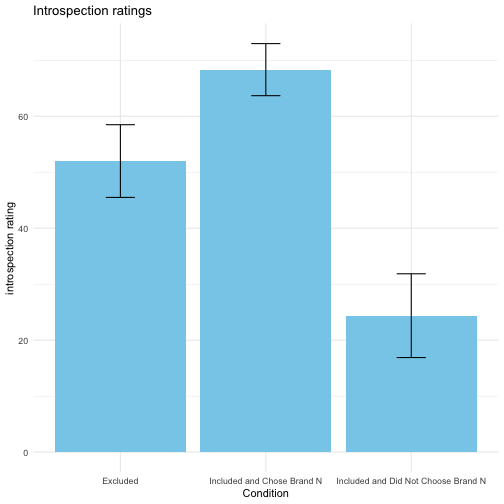 Introspection ratings
introspection rating
60
40
20
0
Excluded
Included and Chose Brand N
Included and Did Not Choose Brand N
Condition